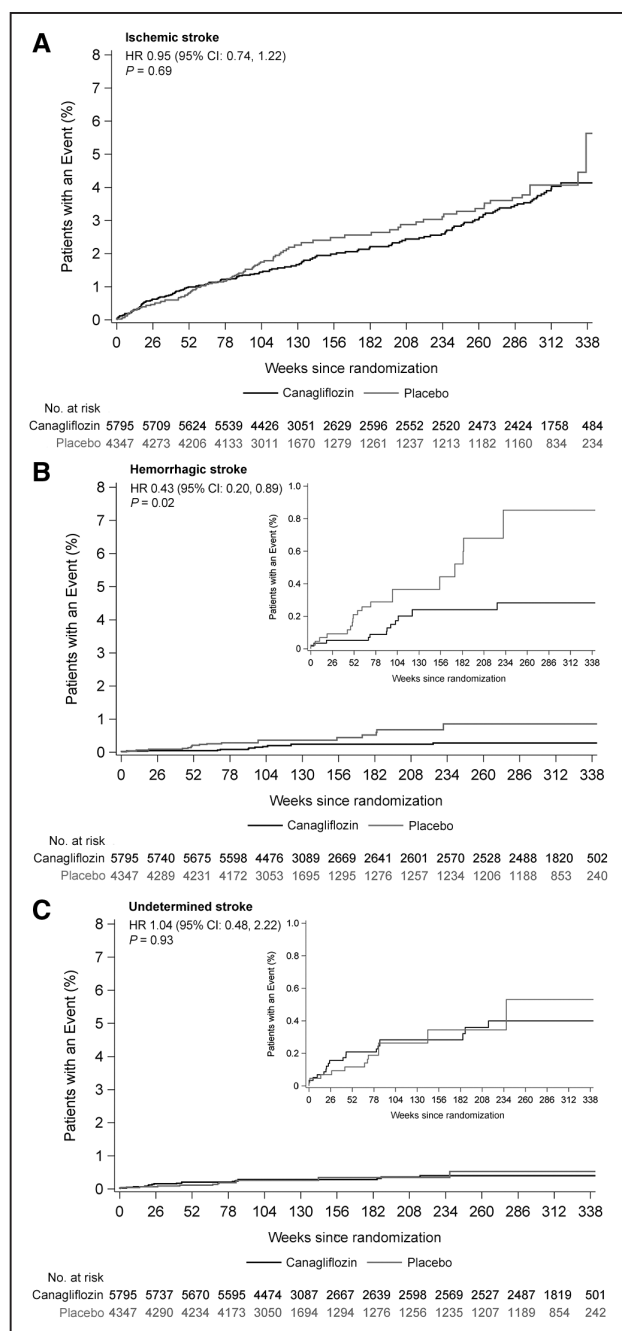 A
Ischemic stroke
HR 0.95 (95% CI: 0.74, 1.22)
P = 0.69
Patients with an Event (%)
8
7
6
5
4
3
2
1
0
0 26 52 78 104 130 156 182 208 234 260 286 312 338
Weeks since randomization
Canagliflozin Placebo
No. at risk
Canagliflozin 5795 5709 5624 5539 4426 3051 2629 2596 2552 2520 2473 2424 1758 484
Placebo 4347 4273 4206 4133 3011 1670 1279 1261 1237 1213 1182 1160 834 234
B
Hemorrhagic stroke
HR 0.43 (95% CI: 0.20, 0.89)
P = 0.02
Patients with an Event (%)
8
7
6
5
4
3
2
1
0
0 26 52 78 104 130 156 182 208 234 260 286 312 338
Weeks since randomization
Patients with an Event (%)
1.0
0.8
0.6
0.4
0.2
0
0 26 52 78 104 130 156 182 208 234 260 286 312 338
Weeks since randomization
Canagliflozin Placebo
No. at risk
Canagliflozin 5795 5740 5675 5598 4476 3089 2669 2641 2601 2570 2528 2488 1820 502
Placebo 4347 4289 4231 4172 3053 1695 1295 1276 1257 1234 1206 1188 853 240
C
Undetermined stroke
HR 1.04 (95% CI: 0.48, 2.22)
P = 0.93
Patients with an Event (%)
8
7
6
5
4
3
2
1
0
0 26 52 78 104 130 156 182 208 234 260 286 312 338
Weeks since randomization
Patients with an Event (%)
1.0
0.8
0.6
0.4
0.2
0
0 26 52 78 104 130 156 182 208 234 260 286 312 338
Weeks since randomization
Canagliflozin Placebo
No. at risk
Canagliflozin 5795 5737 5670 5595 4474 3087 2667 2639 2598 2569 2527 2487 1819 501
Placebo 4347 4290 4234 4173 3050 1694 1294 1276 1256 1235 1207 1189 854 242